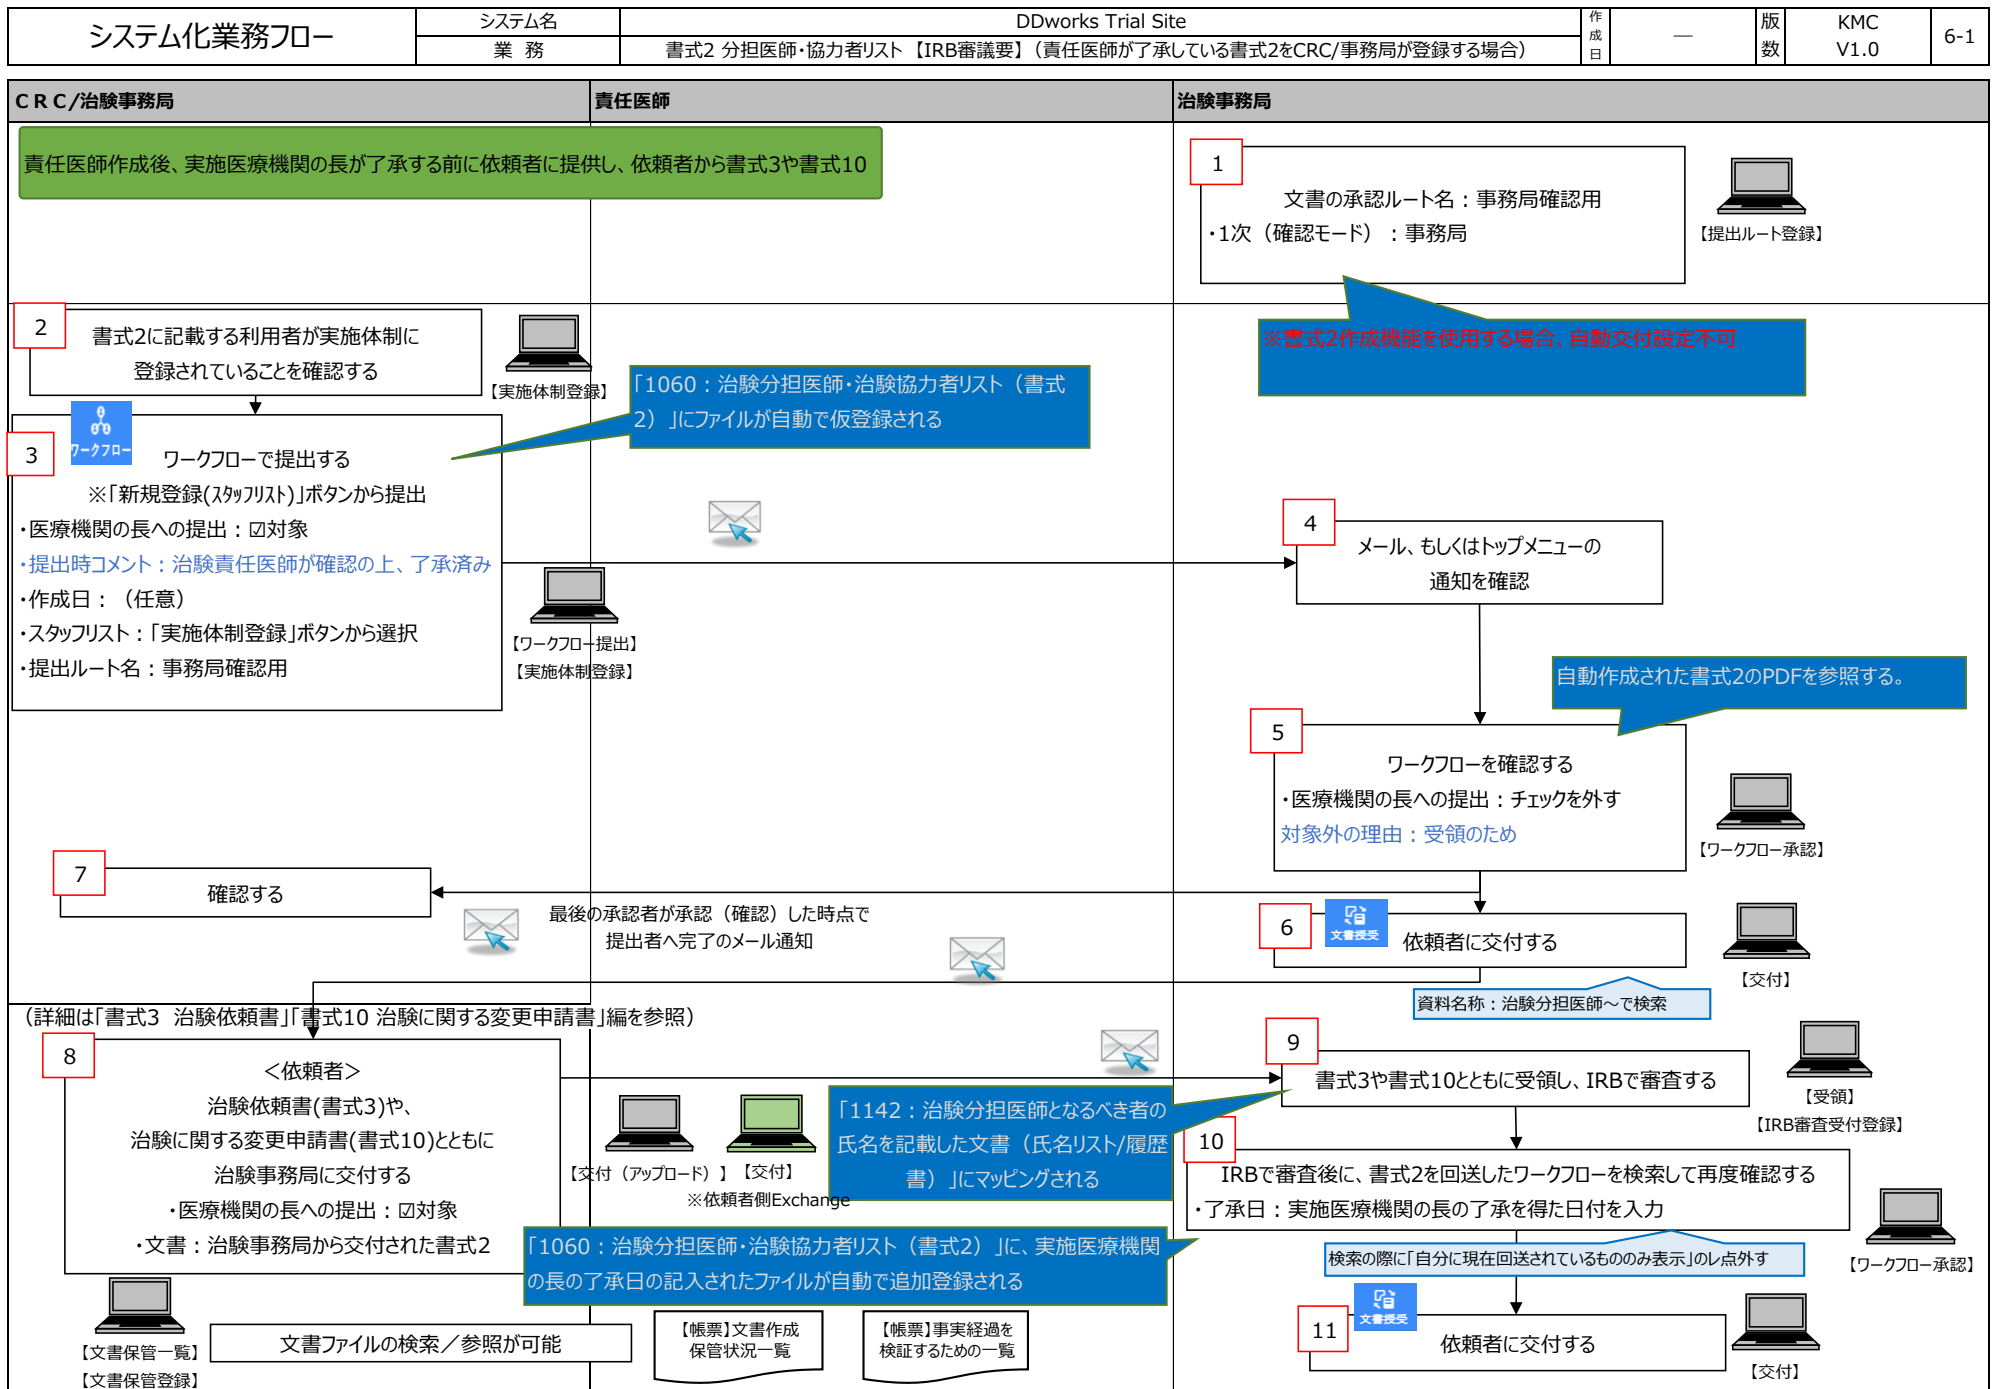 システム化業務フロー
システム名
DDworks Trial Site
業 務
書式2 分担医師・協力者リスト 【IRB審議要】（責任医師が了承している書式2をCRC/事務局が登録する場合）
作成日
―
版数
KMC
V1.0
6-1
ＣＲＣ/治験事務局
責任医師
治験事務局
責任医師作成後、実施医療機関の長が了承する前に依頼者に提供し、依頼者から書式3や書式10
1
文書の承認ルート名：事務局確認用
・1次（確認モード）：事務局
【提出ルート登録】
※書式2作成機能を使用する場合、自動交付設定不可
2
書式2に記載する利用者が実施体制に
登録されていることを確認する
【実施体制登録】
「1060：治験分担医師・治験協力者リスト（書式
2）」にファイルが自動で仮登録される
3
ワークフロー
ワークフローで提出する
※「新規登録(スタッフリスト)」ボタンから提出
・医療機関の長への提出：☑対象
・提出時コメント：治験責任医師が確認の上、了承済み
・作成日：（任意）
・スタッフリスト：「実施体制登録」ボタンから選択
・提出ルート名：事務局確認用
【ワークフロー提出】
【実施体制登録】
4
メール、もしくはトップメニューの
通知を確認
自動作成された書式2のPDFを参照する。
5
ワークフローを確認する
・医療機関の長への提出：チェックを外す
対象外の理由：受領のため
【ワークフロー承認】
7
確認する
最後の承認者が承認（確認）した時点で
提出者へ完了のメール通知
6
文書授受
依頼者に交付する
【交付】
資料名称：治験分担医師～で検索
（詳細は「書式3 治験依頼書」「書式10 治験に関する変更申請書」編を参照）
8
＜依頼者＞
治験依頼書(書式3)や、
治験に関する変更申請書(書式10)とともに
治験事務局に交付する
・医療機関の長への提出：☑対象
・文書：治験事務局から交付された書式2
【交付（アップロード）】
【交付】
※依頼者側Exchange
9
書式3や書式10とともに受領し、IRBで審査する
【受領】
【IRB審査受付登録】
「1142：治験分担医師となるべき者の
氏名を記載した文書（氏名リスト/履歴
書）」にマッピングされる
10
IRBで審査後に、書式2を回送したワークフローを検索して再度確認する
・了承日：実施医療機関の長の了承を得た日付を入力
【ワークフロー承認】
「1060：治験分担医師・治験協力者リスト（書式2）」に、実施医療機関
の長の了承日の記入されたファイルが自動で追加登録される
検索の際に「自分に現在回送されているもののみ表示」のレ点外す
11
文書授受
依頼者に交付する
【交付】
【文書保管一覧】
【文書保管登録】
文書ファイルの検索／参照が可能
【帳票】文書作成
保管状況一覧
【帳票】事実経過を
検証するための一覧